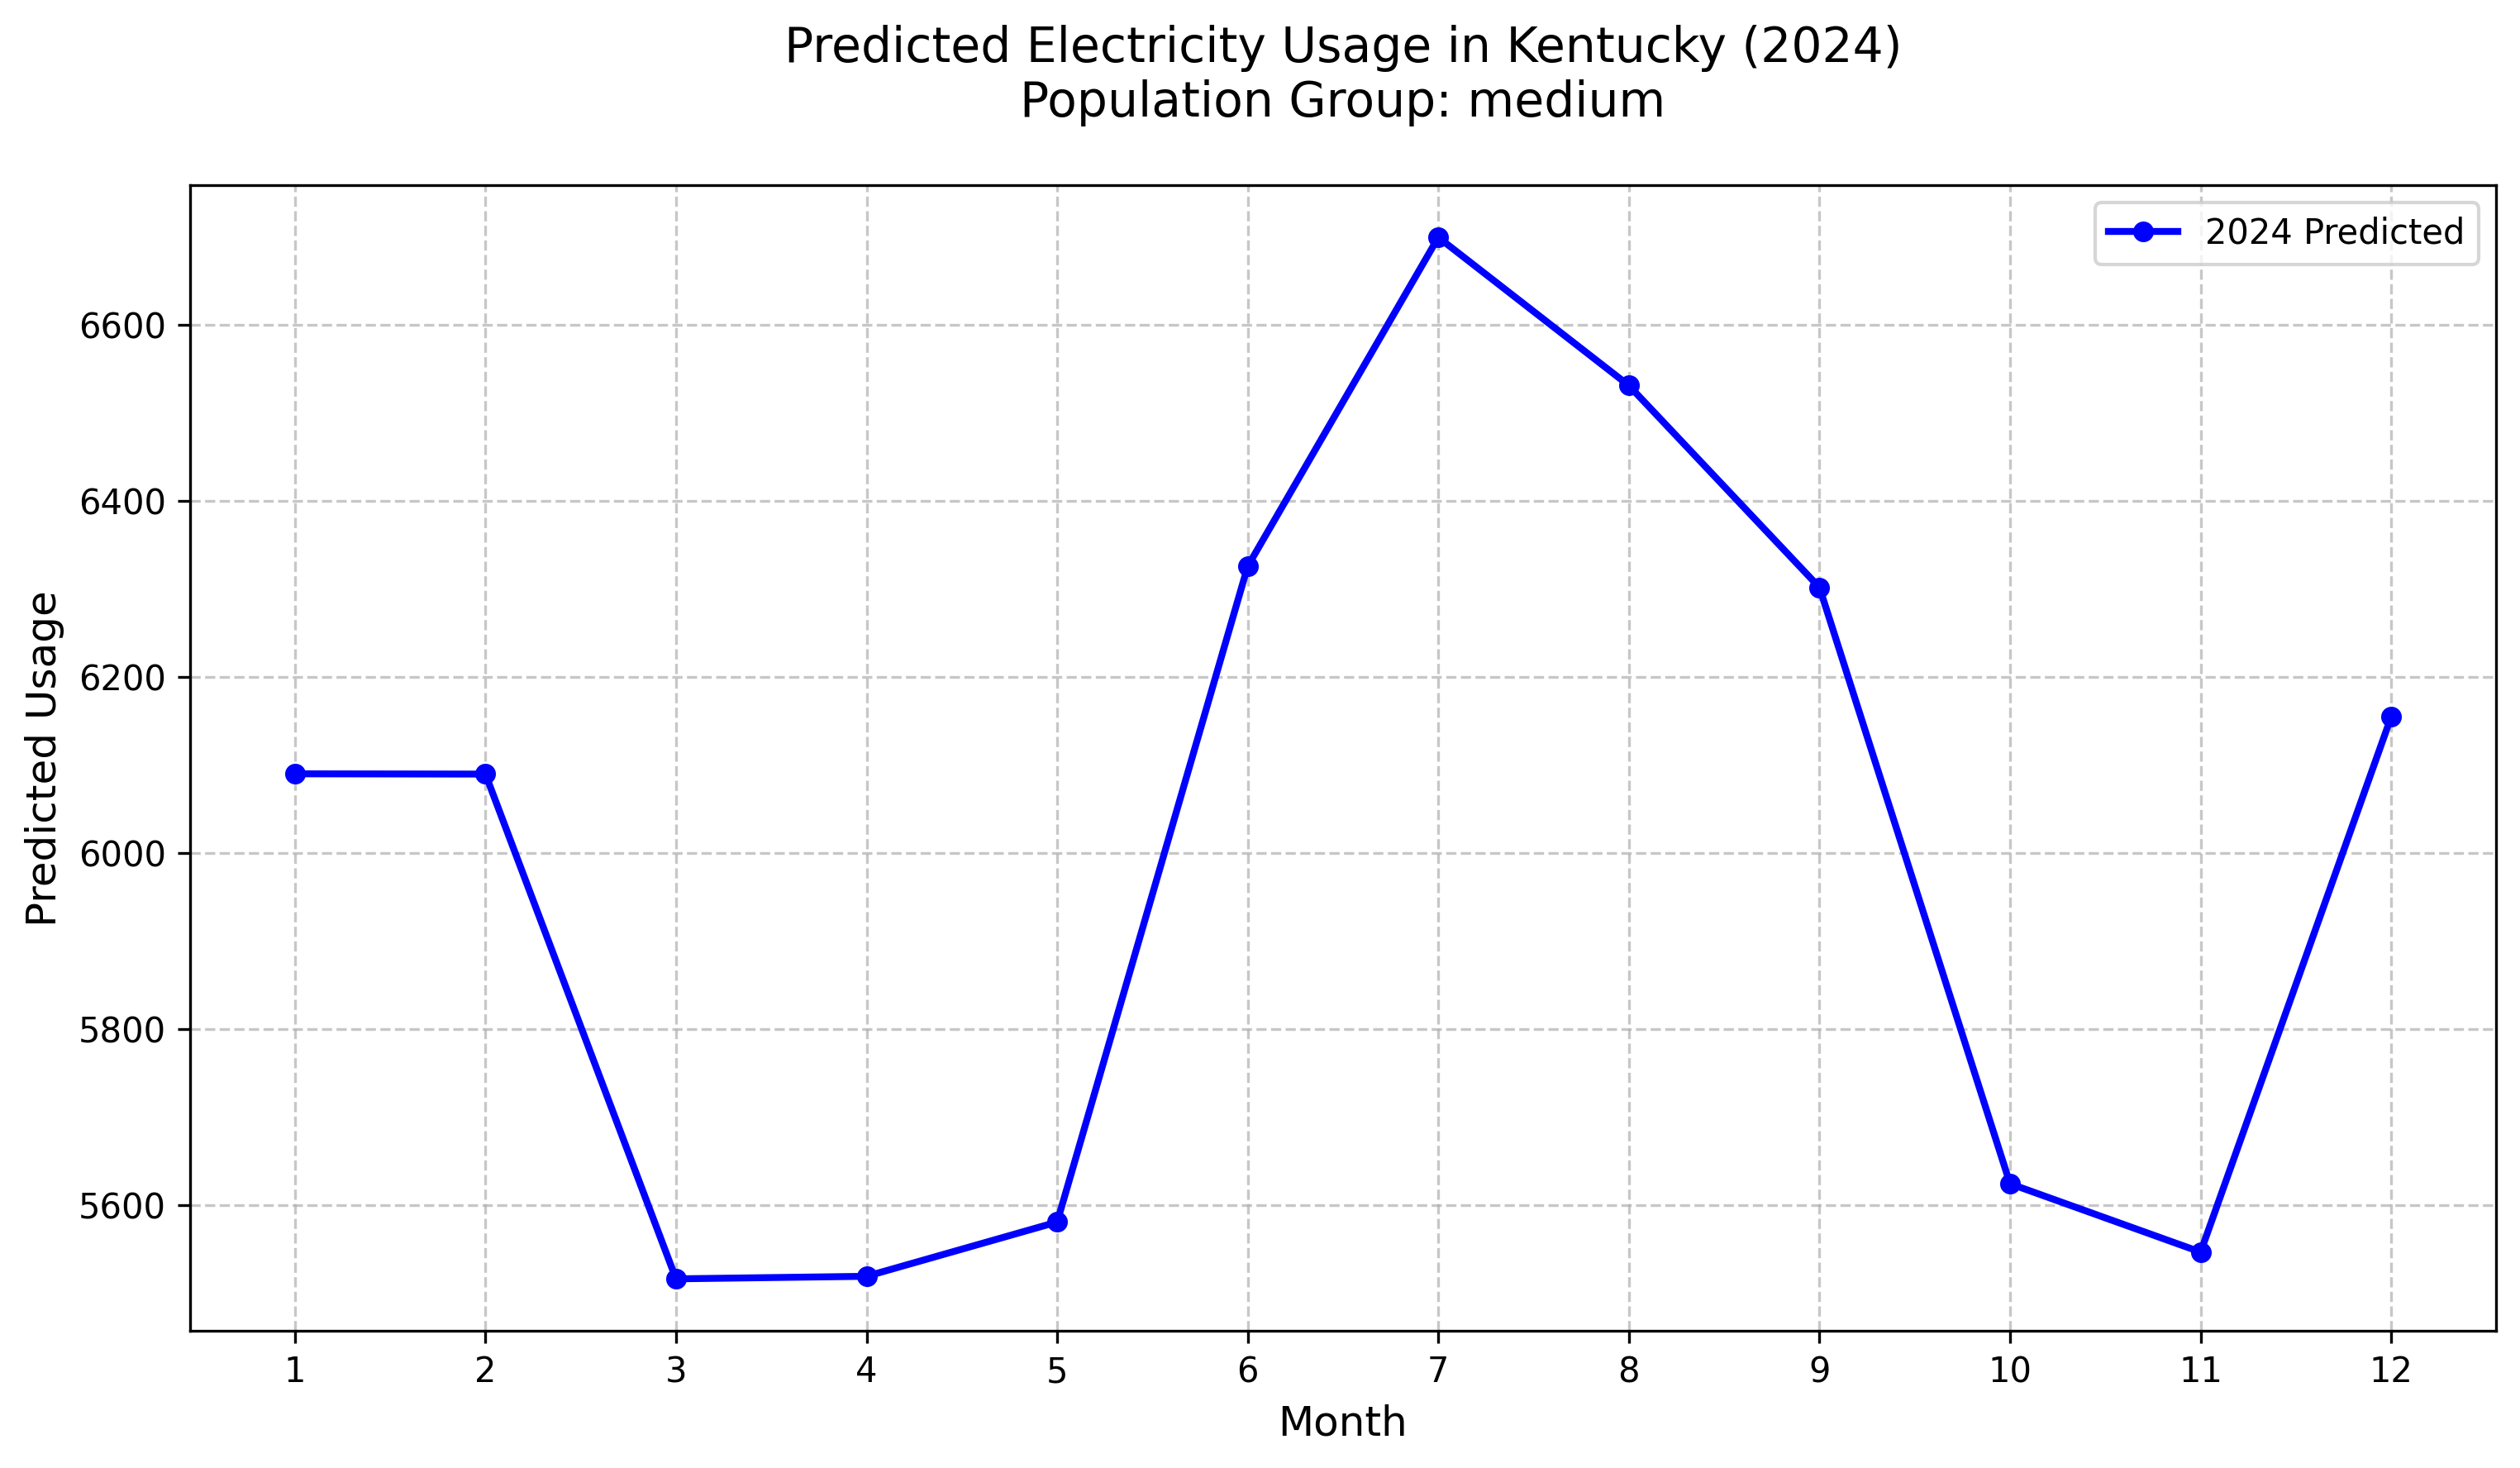 Predicted Electricity Usage in Kentucky (2024)
Population Group: medium
2024 Predicted
Predicted Usage
6600
6400
6200
6000
5800
5600
1 2 3 4 5 6 7 8 9 10 11 12
Month